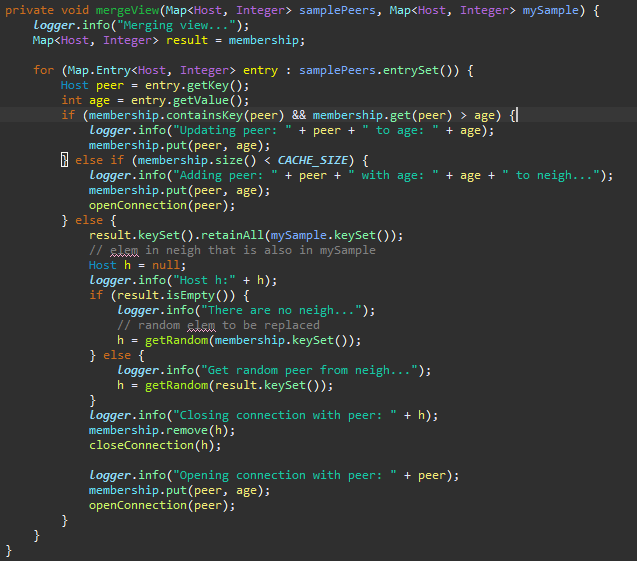 private void mergeView(Map<Host, Integer> samplePeers, Map<Host, Integer> mySample) {
logger.info("Merging view...");
Map<Host, Integer> result = membership;
for (Map.Entry<Host, Integer> entry : samplePeers.entrySet()) {
Host peer = entry.getKey();
int age = entry.getValue();
if (membership.containsKey(peer) && membership.get(peer) > age) {
logger.info("Updating peer: " + peer + " to age: " + age);
membership.put(peer, age);
} else if (membership.size() < CACHE_SIZE) {
logger.info("Adding peer: " + peer + " with age: " + age + " to neigh...");
membership.put(peer, age);
openConnection(peer);
} else {
result.keySet().retainAll(mySample.keySet());
// elem in neigh that is also in mySample
Host h = null;
logger.info("Host h:" + h);
if (result.isEmpty()) {
logger.info("There are no neigh...");
// random elem to be replaced
h = getRandom(membership.keySet());
} else {
logger.info("Get random peer from neigh...");
h = getRandom(result.keySet());
}
logger.info("Closing connection with peer: " + h);
membership.remove(h);
closeConnection(h);
logger.info("Opening connection with peer: " + peer);
membership.put(peer, age);
openConnection(peer);
}
}
}